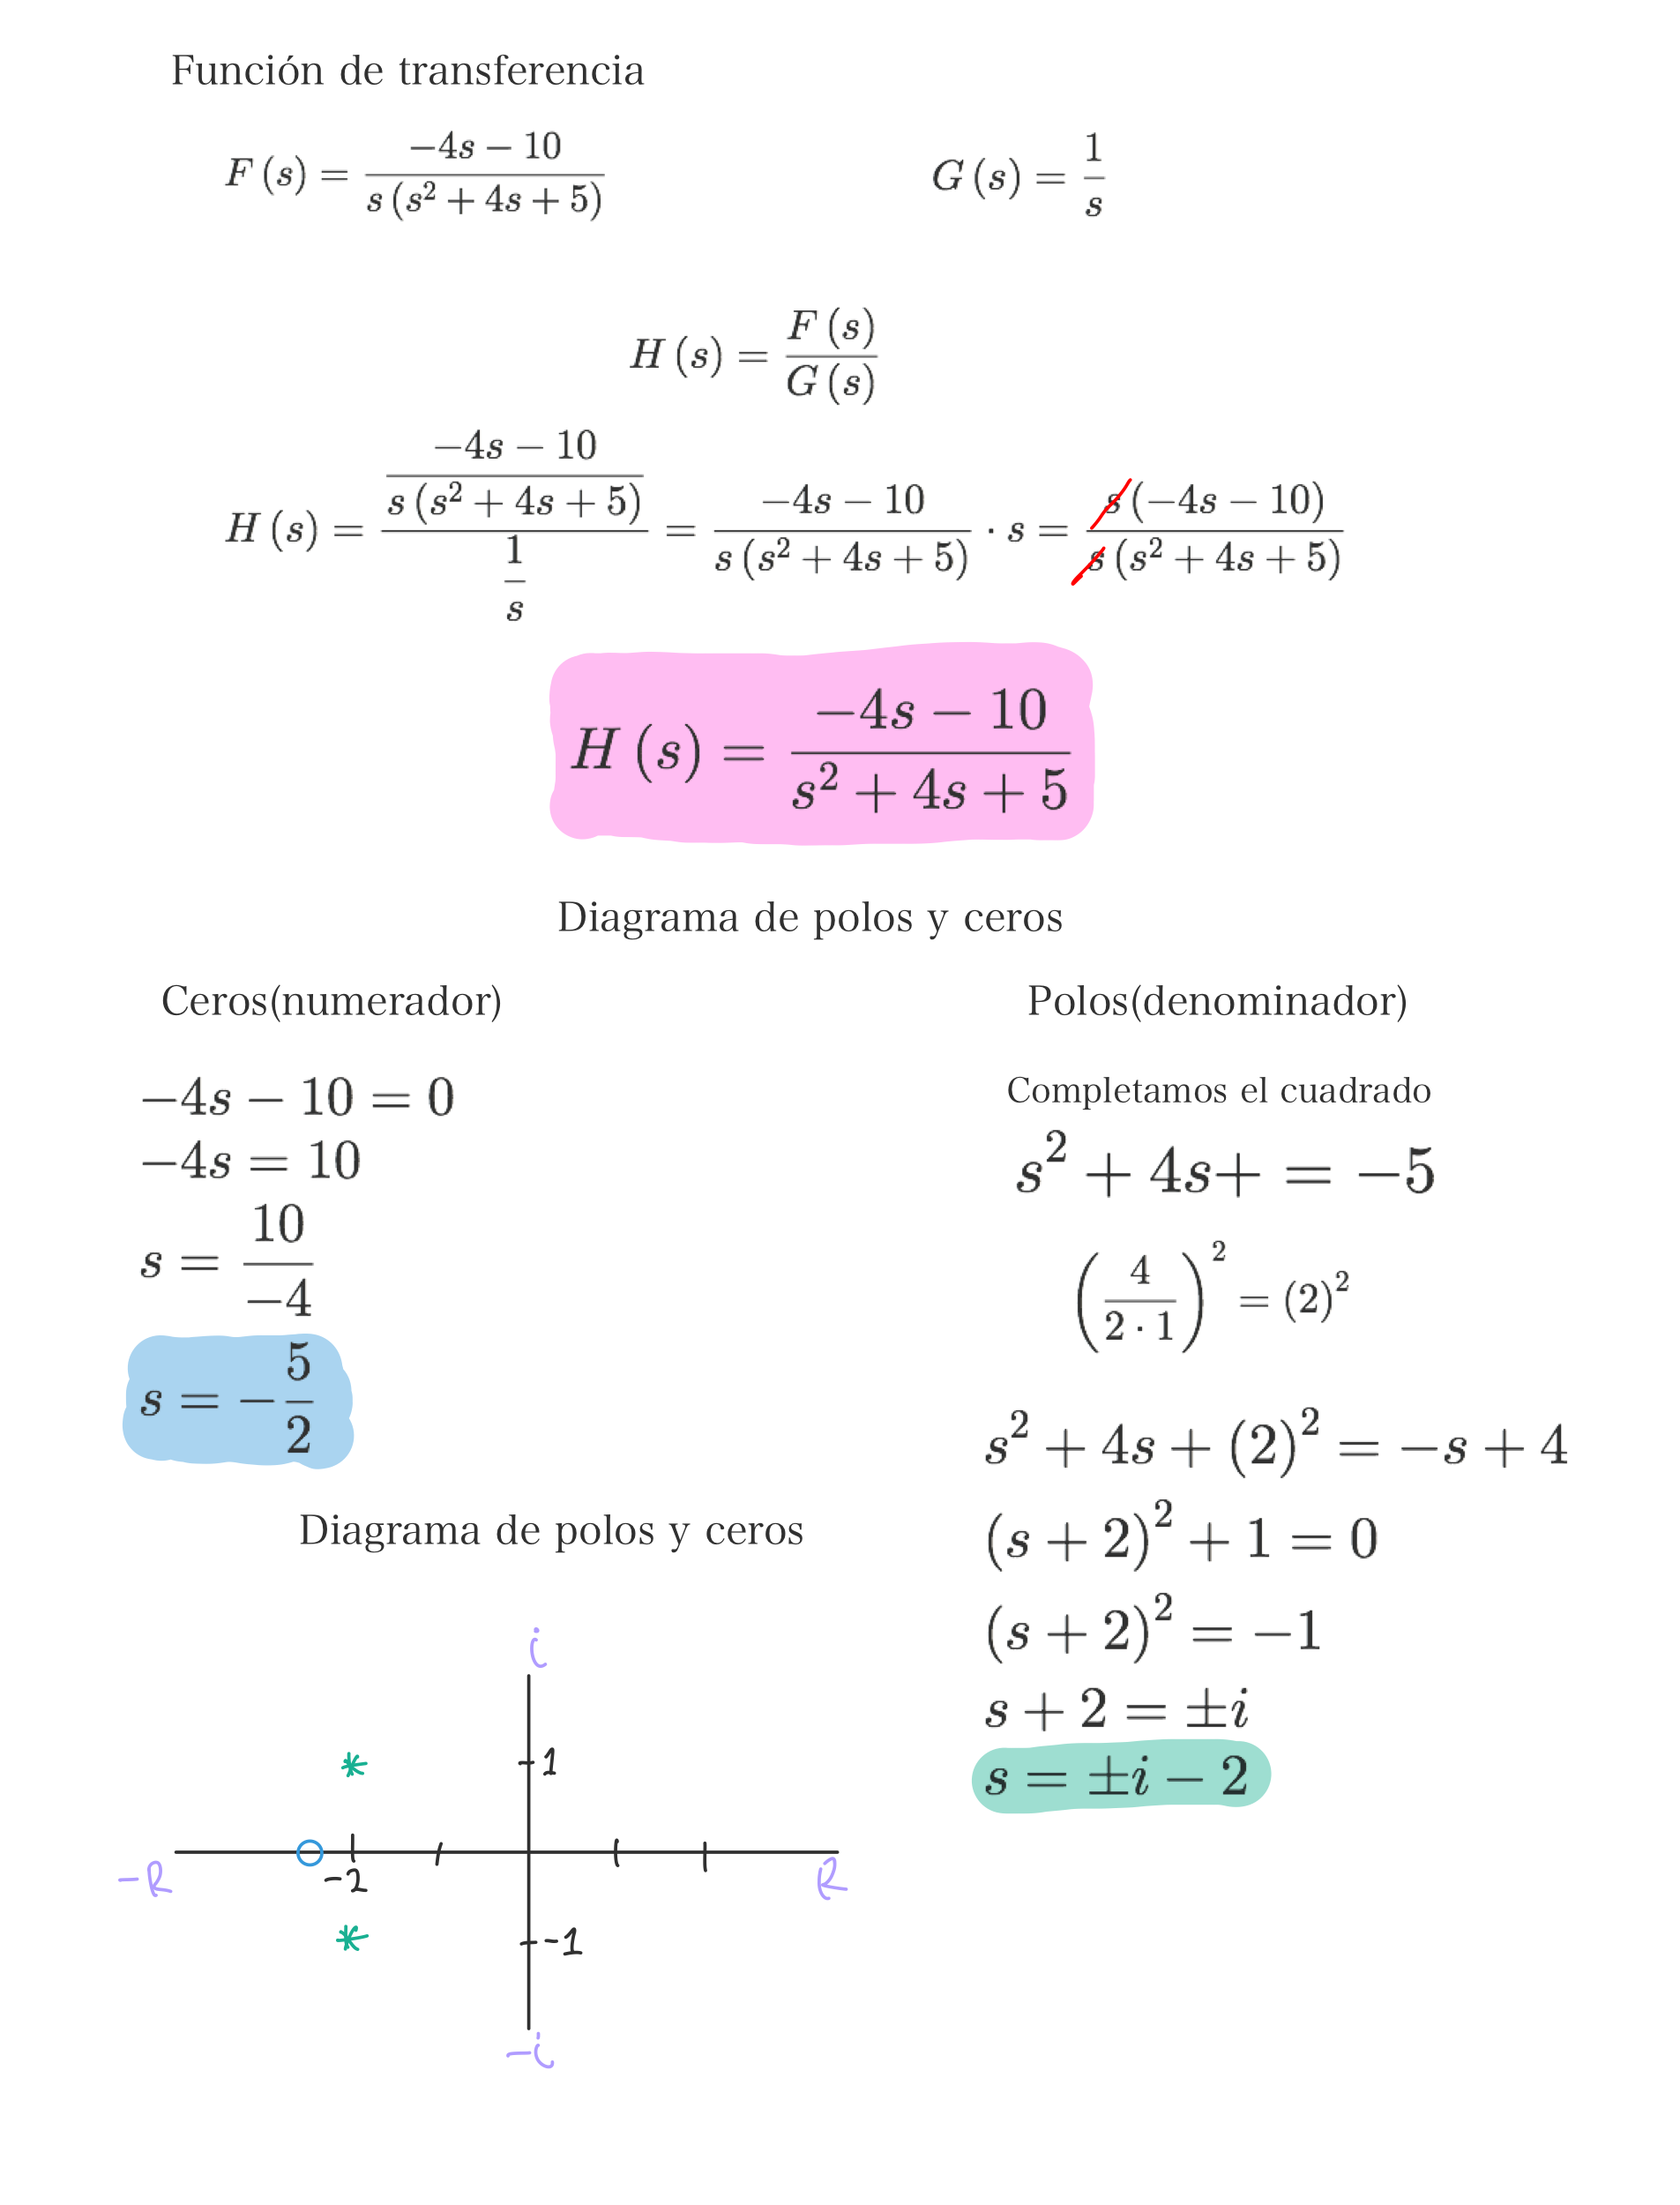 Función de transferencia
F(s) = \frac{-4s - 10}{s(s^2 + 4s + 5)} G(s) = \frac{1}{s}
H(s) = \frac{F(s)}{G(s)}
H(s) = \frac{\frac{-4s - 10}{s(s^2 + 4s + 5)}}{\frac{1}{s}} = \frac{-4s - 10}{s(s^2 + 4s + 5)} \cdot s = \frac{s(-4s - 10)}{s(s^2 + 4s + 5)}
H(s) = \frac{-4s - 10}{s^2 + 4s + 5}
Diagrama de polos y ceros
Ceros(numerador)
-4s - 10 = 0
-4s = 10
s = \frac{10}{-4}
s = -\frac{5}{2}
Polos(denominador)
Completamos el cuadrado
s^2 + 4s+ = -5
\left(\frac{4}{2 \cdot 1}\right)^2 = (2)^2
s^2 + 4s + (2)^2 = -s + 4
(s + 2)^2 + 1 = 0
(s + 2)^2 = -1
s + 2 = ±i
s = ±i - 2
Diagrama de polos y ceros
i
1
-R -2 R
-1
-i